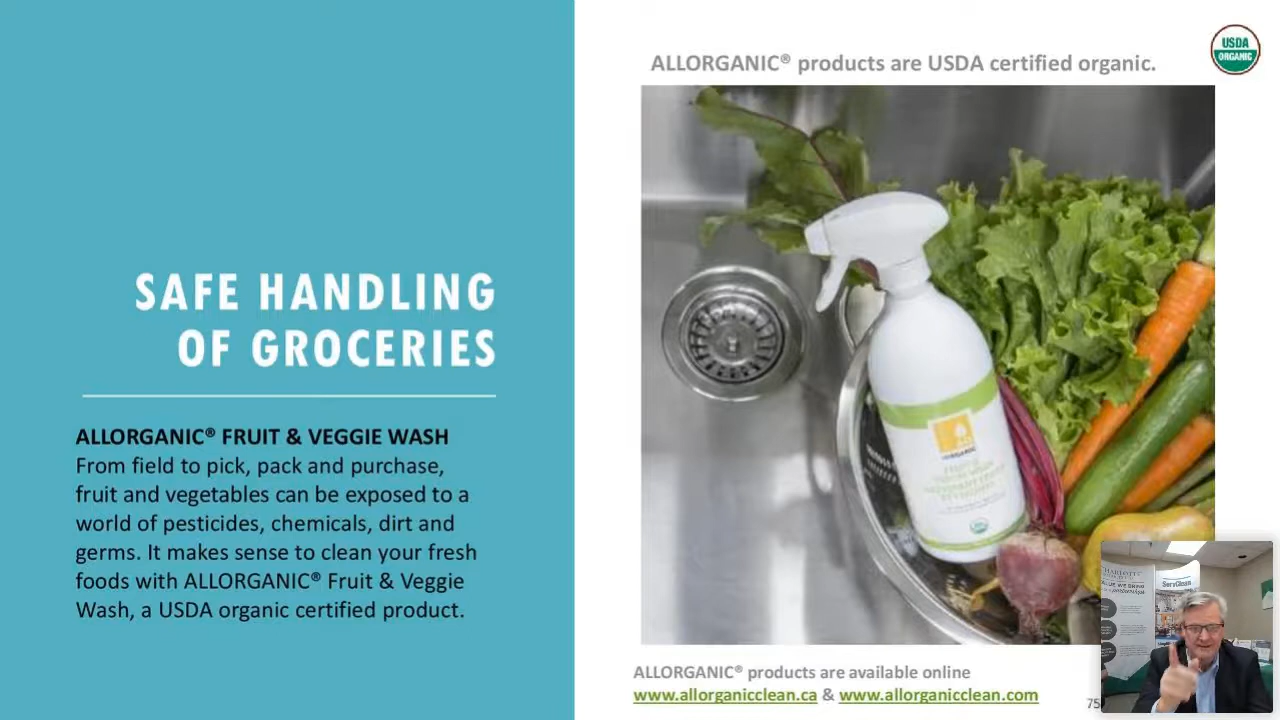 ALLORGANIC® products are USDA certified organic.
USDA
ORGANIC
SAFE HANDLING
OF GROCERIES
ALLORGANIC® FRUIT & VEGGIE WASH
From field to pick, pack and purchase,
fruit and vegetables can be exposed to a
world of pesticides, chemicals, dirt and
germs. It makes sense to clean your fresh
foods with ALLORGANIC® Fruit & Veggie
Wash, a USDA organic certified product.
ALLORGANIC® products are available online
www.allorganicclean.ca & www.allorganicclean.com
75
ServClean